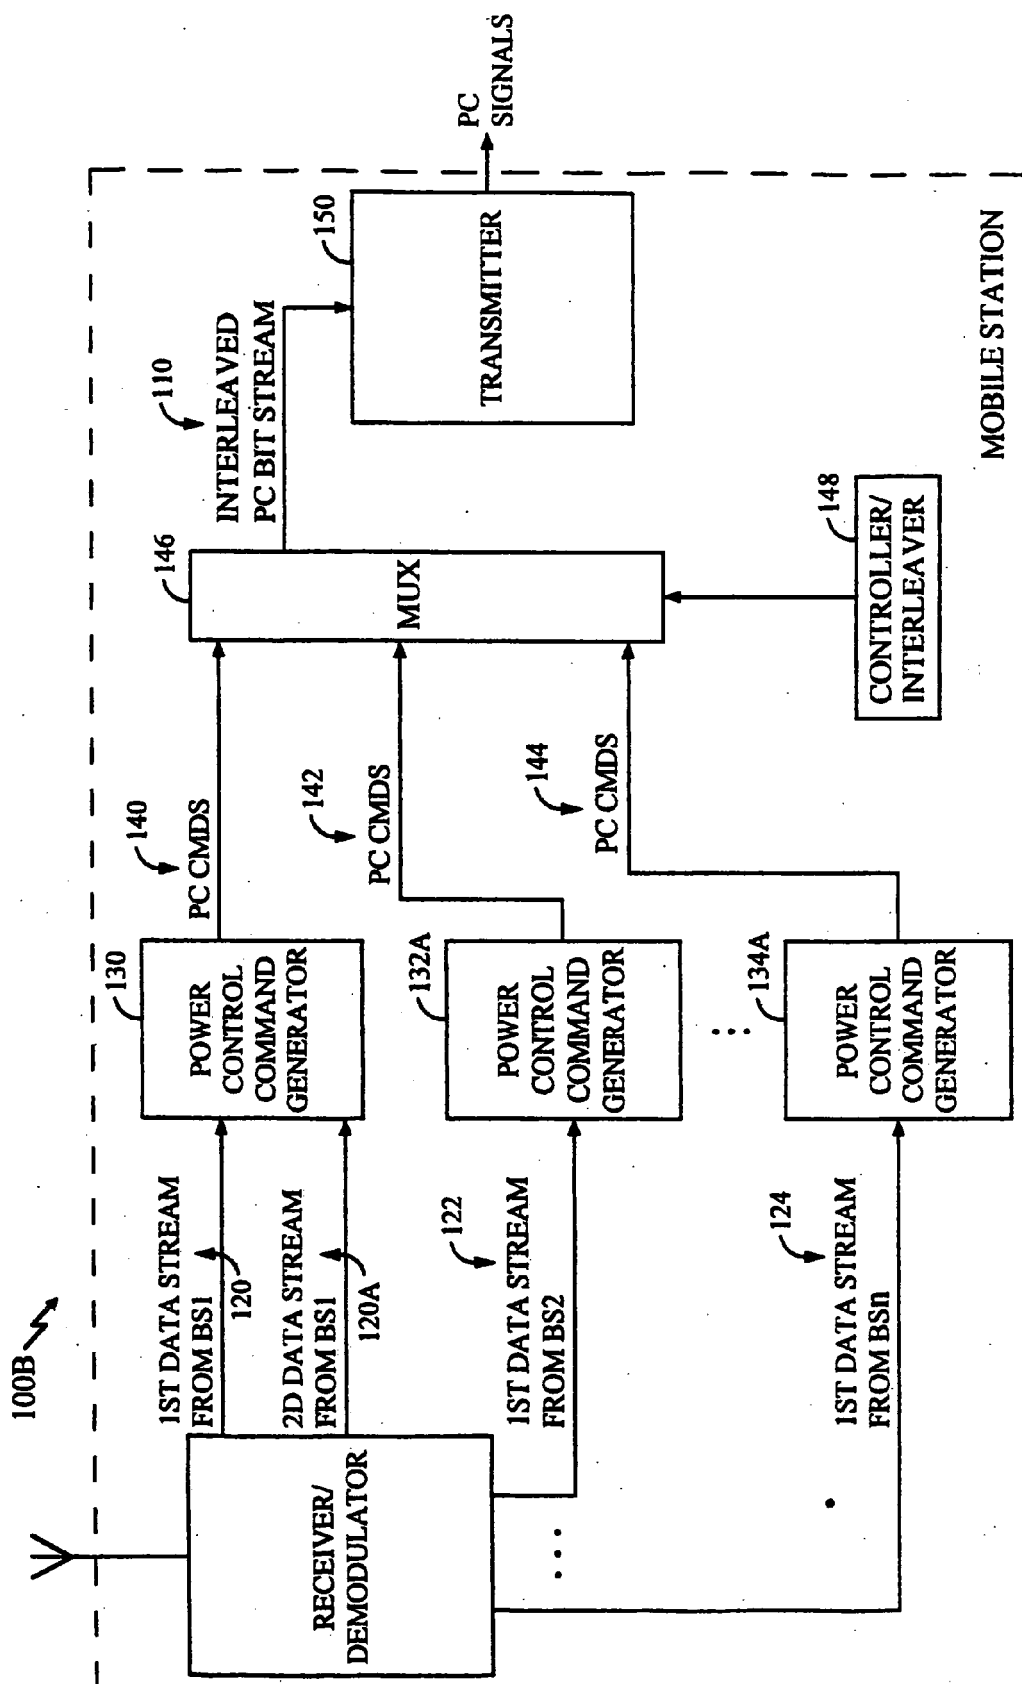 100B
RECEIVER/
DEMODULATOR
1ST DATA STREAM
FROM BS1
120
2D DATA STREAM
FROM BS1
120A
122
1ST DATA STREAM
FROM BS2
124
1ST DATA STREAM
FROM BSn
130
POWER
CONTROL
COMMAND
GENERATOR
132A
POWER
CONTROL
COMMAND
GENERATOR
134A
POWER
CONTROL
COMMAND
GENERATOR
140
PC CMDS
142
PC CMDS
144
PC CMDS
146
MUX
148
CONTROLLER/
INTERLEAVER
110
INTERLEAVED
PC BIT STREAM
150
TRANSMITTER
PC
SIGNALS
MOBILE STATION